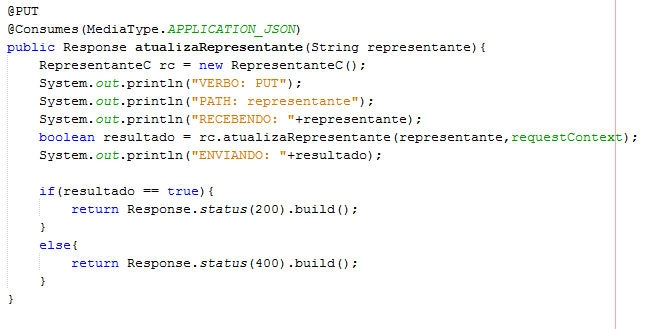 @PUT
@Consumes(MediaType.APPLICATION_JSON)
public Response atualizaRepresentante(String representante){
    RepresentanteC rc = new RepresentanteC();
    System.out.println("VERBO: PUT");
    System.out.println("PATH: representante");
    System.out.println("RECEBENDO: "+representante);
    boolean resultado = rc.atualizaRepresentante(representante,requestContext);
    System.out.println("ENVIANDO: "+resultado);

    if(resultado == true){
        return Response.status(200).build();
    }
    else{
        return Response.status(400).build();
    }
}